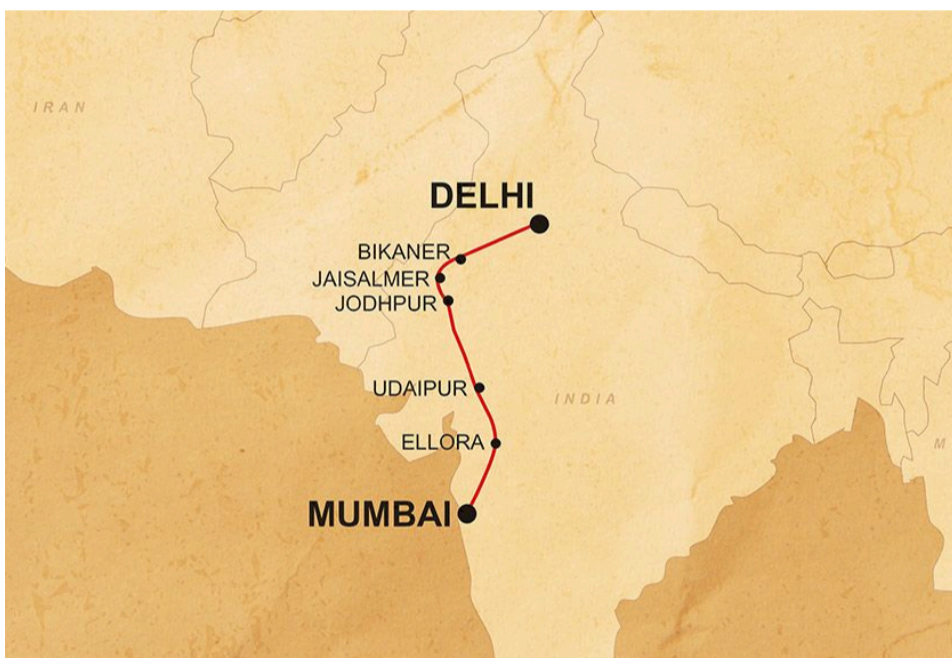 IRAN
DELHI
BIKANER
JAISALMER
JODHPUR
UDAIPUR
INDIA
ELLORA
M
MUMBAI